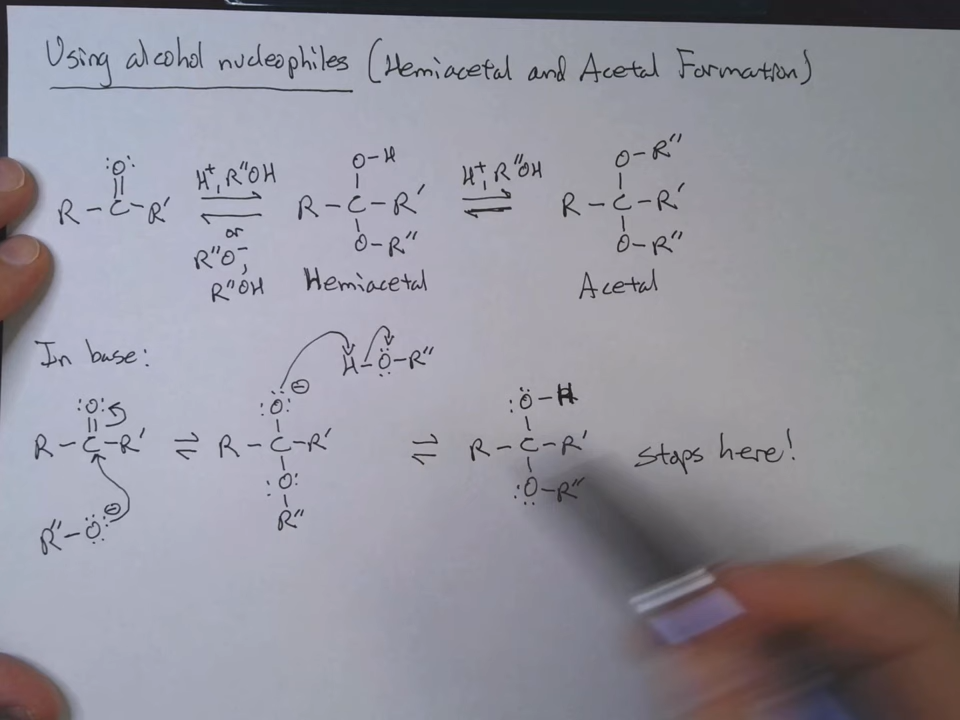 Using alcohol nucleophiles (Hemiacetal and Acetal Formation)
:O: O-H O-R″
R-C-R′ H⁺, R″OH R-C-R′ H⁺, R″OH R-C-R′
or O-R″ O-R″
R″O⁻,
R″OH Hemiacetal Acetal
In base:
H-Ö-R″
:O: :Ö:⊖ :Ö-H
R-C-R′ ⇌ R-C-R′ ⇌ R-C-R′ stops here!
:O: :Ö-R″
R″-Ö:⊖ R″